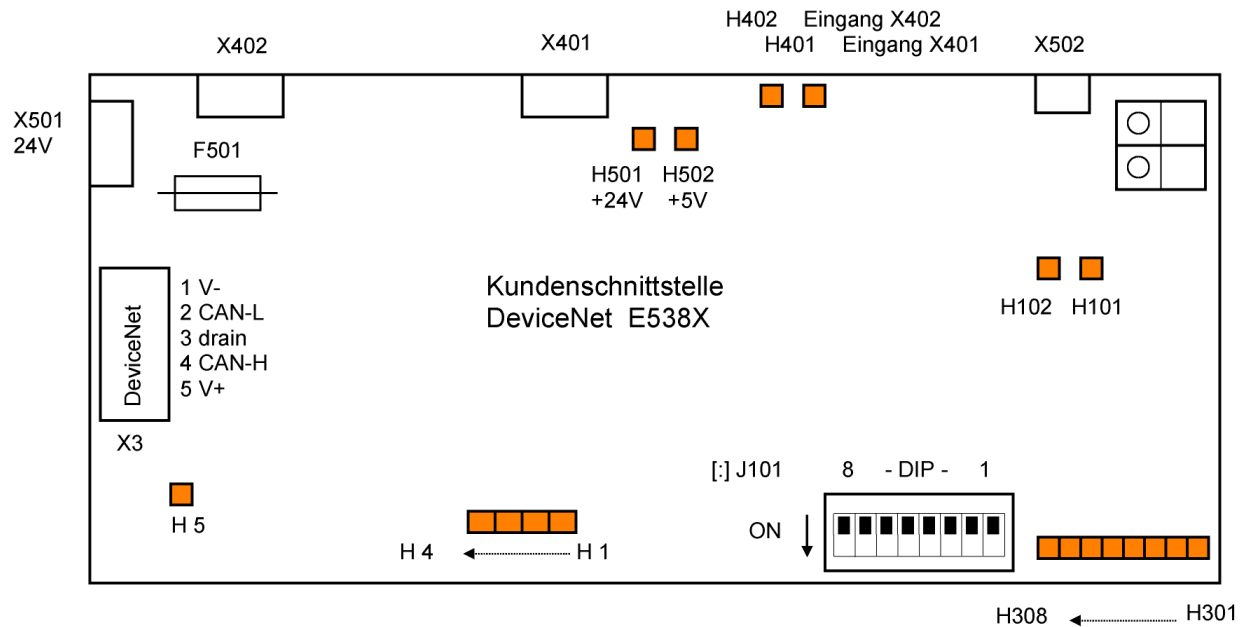 H402 Eingang X402
H401 Eingang X401
X402
X401
X502
X501
24V
F501
H501 H502
+24V +5V
DeviceNet
1 V-
2 CAN-L
3 drain
4 CAN-H
5 V+
X3
Kundenschnittstelle
DeviceNet E538X
H102 H101
[:] J101 8 - DIP - 1
ON
H 5
H 4 H 1
H308 H301